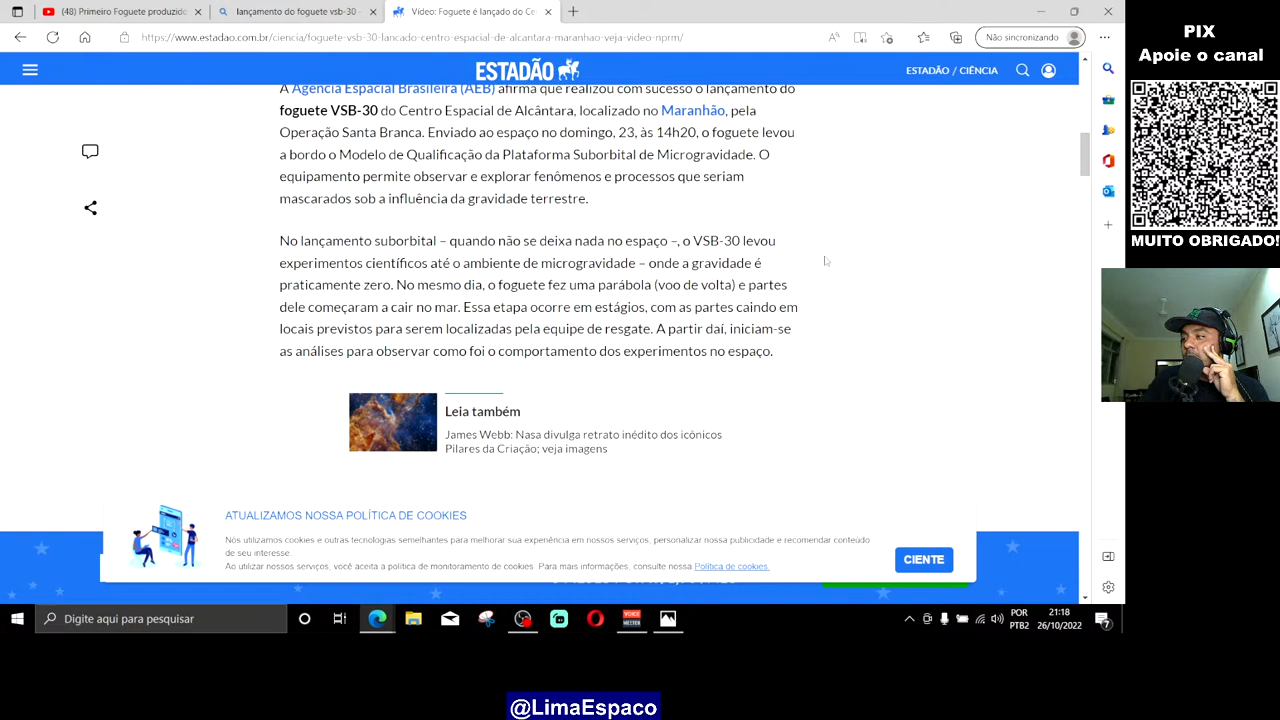 (48) Primeiro Foguete produzido
lançamento do foguete vsb-30 -
Vídeo: Foguete é lançado do Ce
https://www.estadao.com.br/ciencia/foguete-vsb-30-lancado-centro-espacial-de-alcantara-maranhao-veja-video-nprm/
Não sincronizando
ESTADÃO
ESTADÃO / CIÊNCIA
A Agência Espacial Brasileira (AEB) afirma que realizou com sucesso o lançamento do
foguete VSB-30 do Centro Espacial de Alcântara, localizado no Maranhão, pela
Operação Santa Branca. Enviado ao espaço no domingo, 23, às 14h20, o foguete levou
a bordo o Modelo de Qualificação da Plataforma Suborbital de Microgravidade. O
equipamento permite observar e explorar fenômenos e processos que seriam
mascarados sob a influência da gravidade terrestre.
No lançamento suborbital – quando não se deixa nada no espaço –, o VSB-30 levou
experimentos científicos até o ambiente de microgravidade – onde a gravidade é
praticamente zero. No mesmo dia, o foguete fez uma parábola (voo de volta) e partes
dele começaram a cair no mar. Essa etapa ocorre em estágios, com as partes caindo em
locais previstos para serem localizadas pela equipe de resgate. A partir daí, iniciam-se
as análises para observar como foi o comportamento dos experimentos no espaço.
Leia também
James Webb: Nasa divulga retrato inédito dos icônicos
Pilares da Criação; veja imagens
ATUALIZAMOS NOSSA POLÍTICA DE COOKIES
Nós utilizamos cookies e outras tecnologias semelhantes para melhorar sua experiência em nossos serviços, personalizar nossa publicidade e recomendar conteúdo
de seu interesse.
Ao utilizar nossos serviços, você aceita a política de monitoramento de cookies. Para mais informações, consulte nossa Política de cookies.
CIENTE
Digite aqui para pesquisar
VOICE
MEETER
POR
PTB2
21:18
26/10/2022
7
PIX
Apoie o canal
MUITO OBRIGADO!
@LimaEspaco